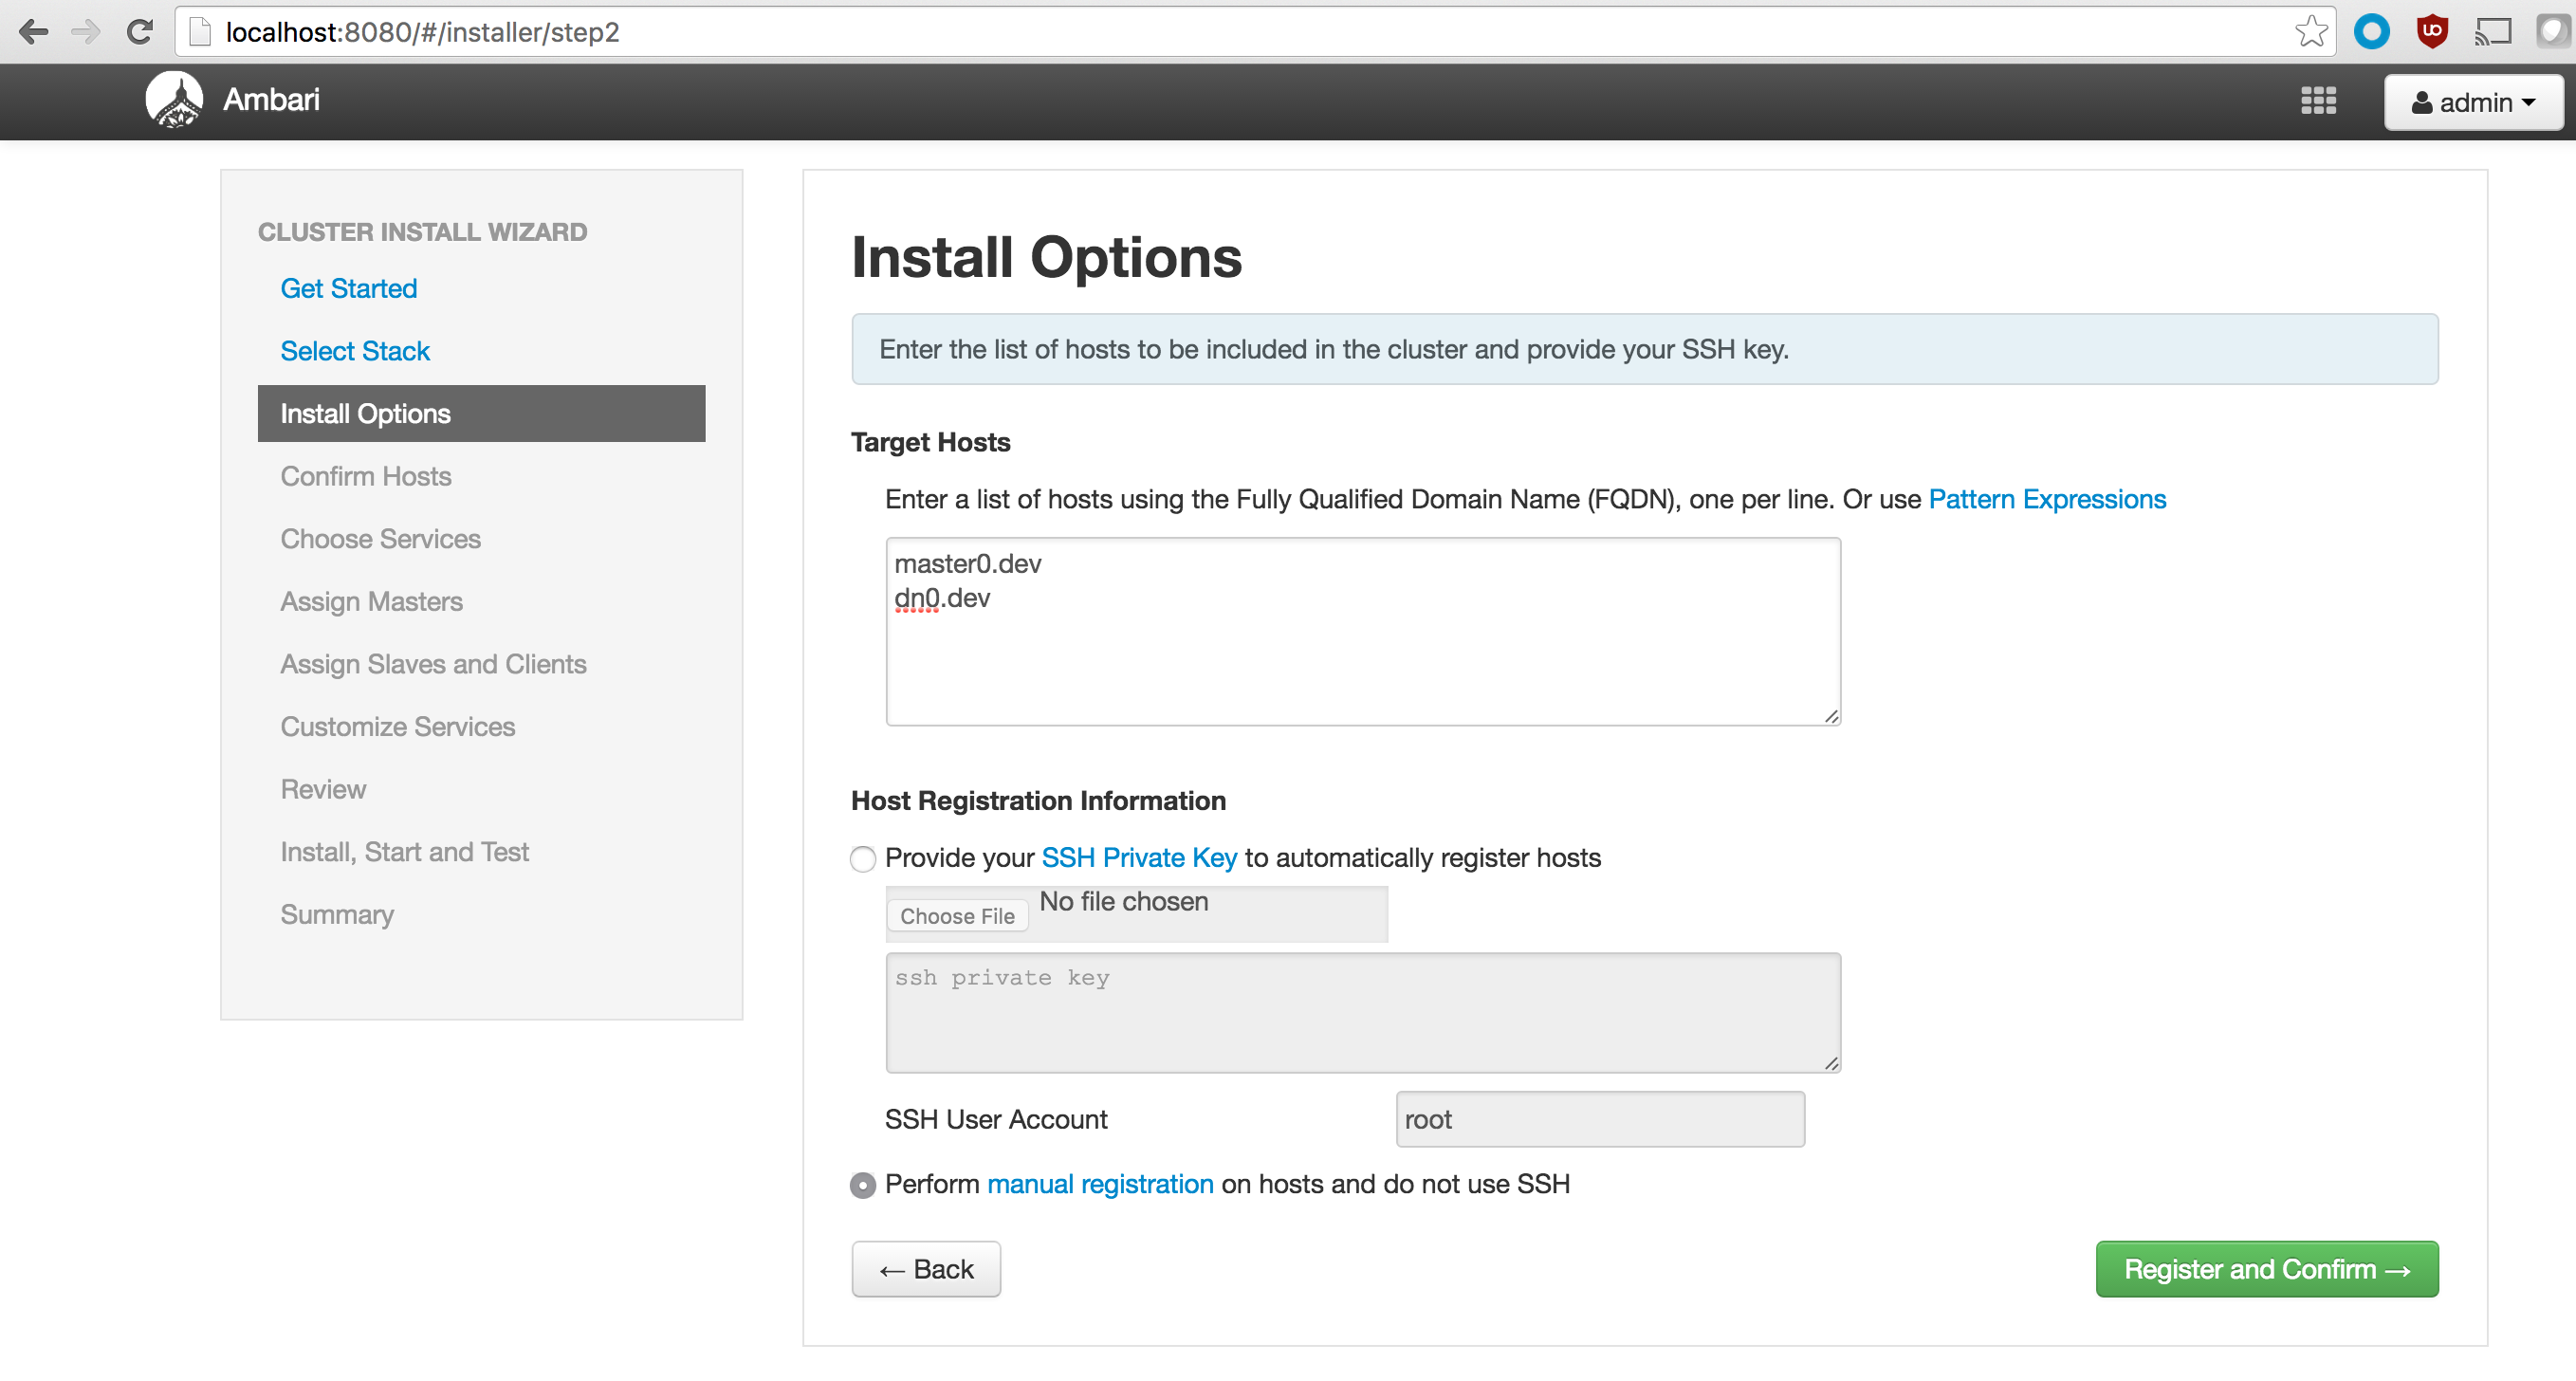 localhost:8080/#/installer/step2
Ambari
admin
CLUSTER INSTALL WIZARD
Get Started
Select Stack
Install Options
Confirm Hosts
Choose Services
Assign Masters
Assign Slaves and Clients
Customize Services
Review
Install, Start and Test
Summary
Install Options
Enter the list of hosts to be included in the cluster and provide your SSH key.
Target Hosts
Enter a list of hosts using the Fully Qualified Domain Name (FQDN), one per line. Or use Pattern Expressions
master0.dev
dn0.dev
Host Registration Information
Provide your SSH Private Key to automatically register hosts
Choose File No file chosen
ssh private key
SSH User Account root
Perform manual registration on hosts and do not use SSH
← Back
Register and Confirm →